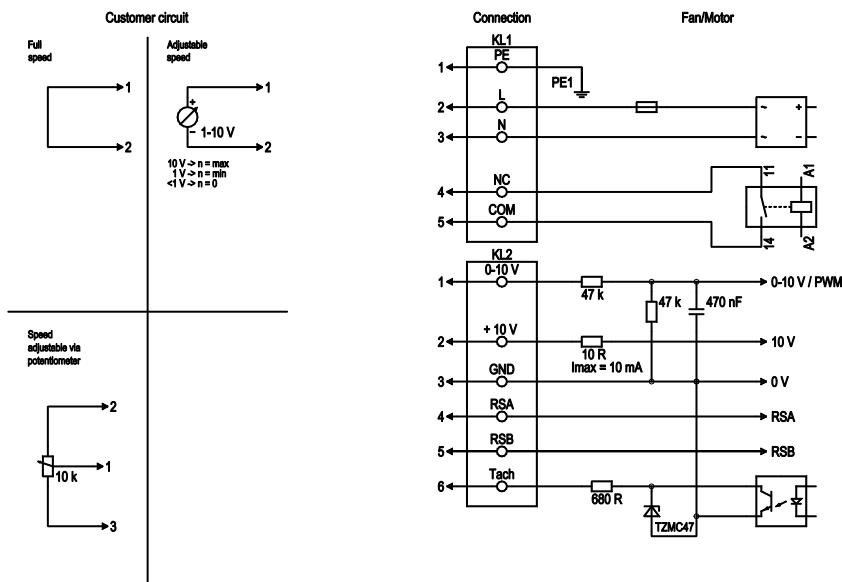 Customer circuit
Full
speed
1
2
Adjustable
speed
1
+
1-10 V
–
2
10 V -> n = max
1 V -> n = min
<1 V -> n = 0
Speed
adjustable via
potentiometer
2
1
10 k
3
Connection
Fan/Motor
KL1
1
PE
PE1
2
L
~
+
3
N
~
–
4
NC
11
A1
5
COM
14
A2
KL2
1
0-10 V
47 k
47 k
470 nF
0-10 V / PWM
2
+ 10 V
10 R
Imax = 10 mA
10 V
3
GND
0 V
4
RSA
RSA
5
RSB
RSB
6
Tach
680 R
TZMC47